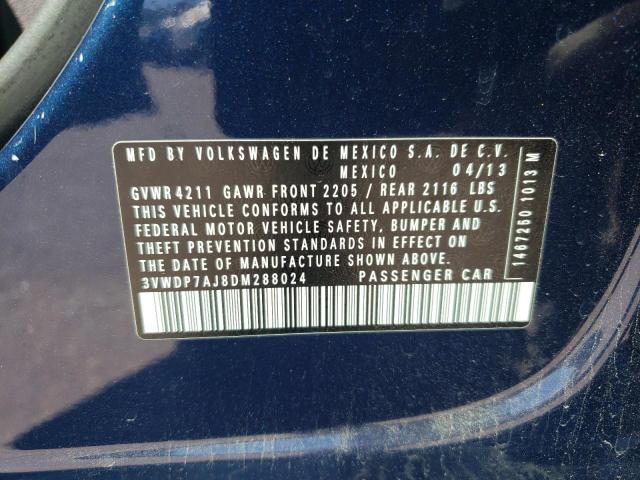 MFD BY VOLKSWAGEN DE MEXICO S.A. DE C.V.
MEXICO 04/13
GVWR 4211 GAWR FRONT 2205 / REAR 2116 LBS
THIS VEHICLE CONFORMS TO ALL APPLICABLE U.S.
FEDERAL MOTOR VEHICLE SAFETY, BUMPER AND
THEFT PREVENTION STANDARDS IN EFFECT ON
THE DATE OF MANUFACTURE SHOWN ABOVE.
3VWDP7AJ8DM288024 PASSENGER CAR
1467260 1013 M